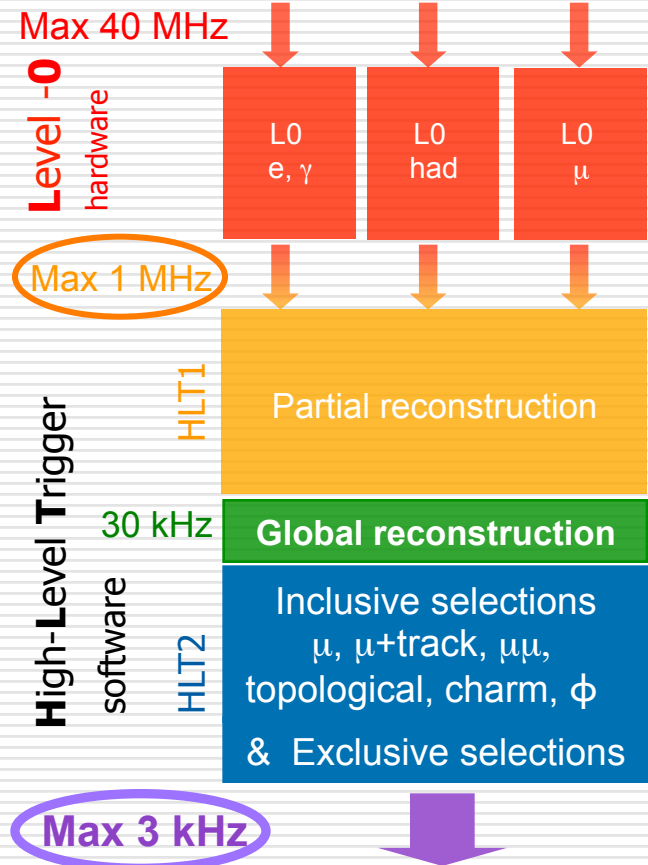 Max 40 MHz
Level -0
hardware
L0
e, γ
L0
had
L0
μ
Max 1 MHz
High-Level Trigger
software
HLT1
Partial reconstruction
30 kHz
Global reconstruction
HLT2
Inclusive selections
μ, μ+track, μμ,
topological, charm, ϕ
& Exclusive selections
Max 3 kHz